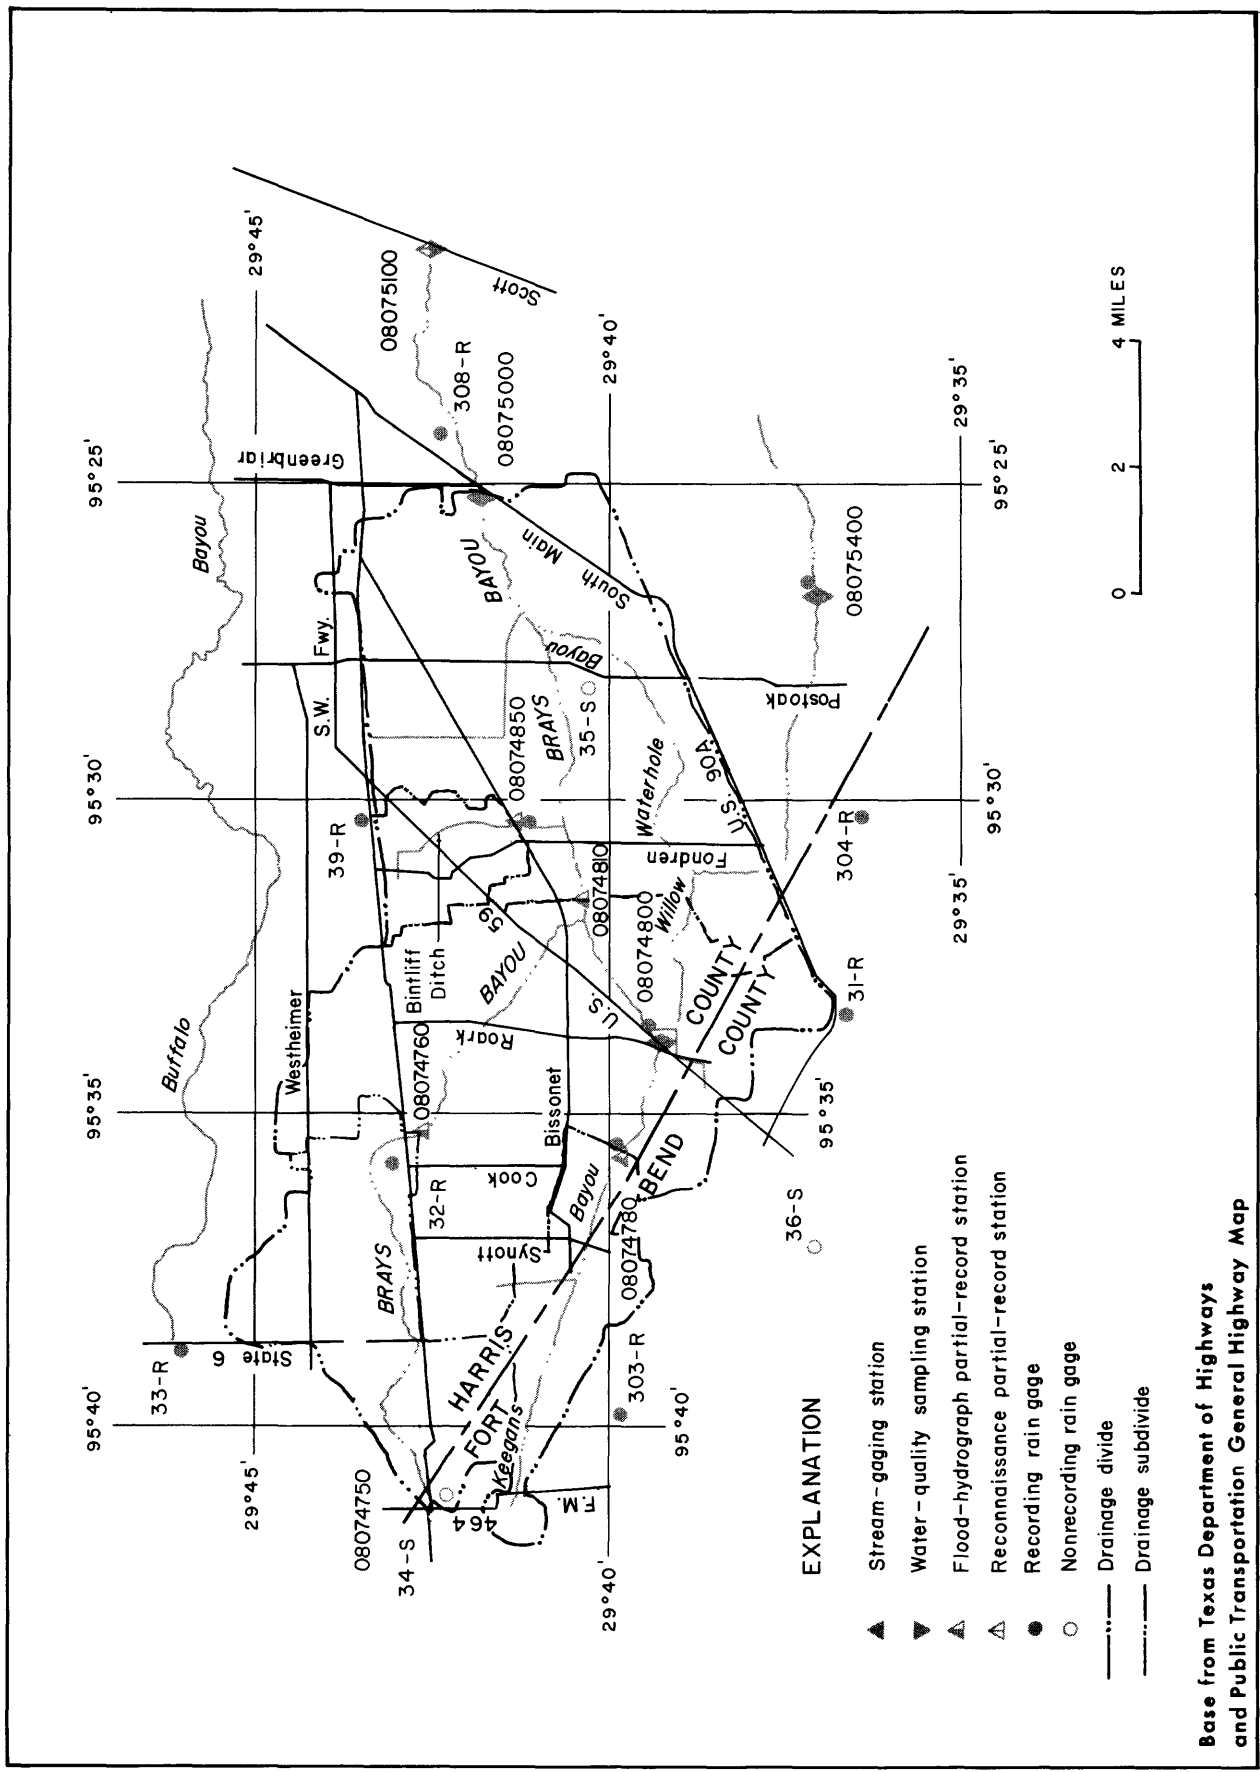 95°40'
95°35'
95°30'
95°25'
29°45'
29°45'
33-R
State 6
Buffalo
Bayou
Westheimer
S.W. Fwy.
Greenbriar
39-R
Bintliff
Ditch
08074750
34-S
BRAYS
32-R
08074760
Roark
BAYOU
59
08074850
BRAYS
BAYOU
08075000
308-R
08075100
Scott
HARRIS
FORT
Keegans
Bayou
464
F.M.
Synott
Cook
Bissonet
U.S.
08074810
08074800
Willow
Waterhole
Bayou
35-S
Fondren
South Main
29°40'
29°40'
303-R
08074780
BEND
COUNTY
COUNTY
U.S. 90A
Postoak
95°40'
95°35'
95°30'
95°25'
36-S
31-R
304-R
08075400
29°35'
29°35'
EXPLANATION
Stream-gaging station
Water-quality sampling station
Flood-hydrograph partial-record station
Reconnaissance partial-record station
Recording rain gage
Nonrecording rain gage
Drainage divide
Drainage subdivide
0 2 4 MILES
Base from Texas Department of Highways
and Public Transportation General Highway Map